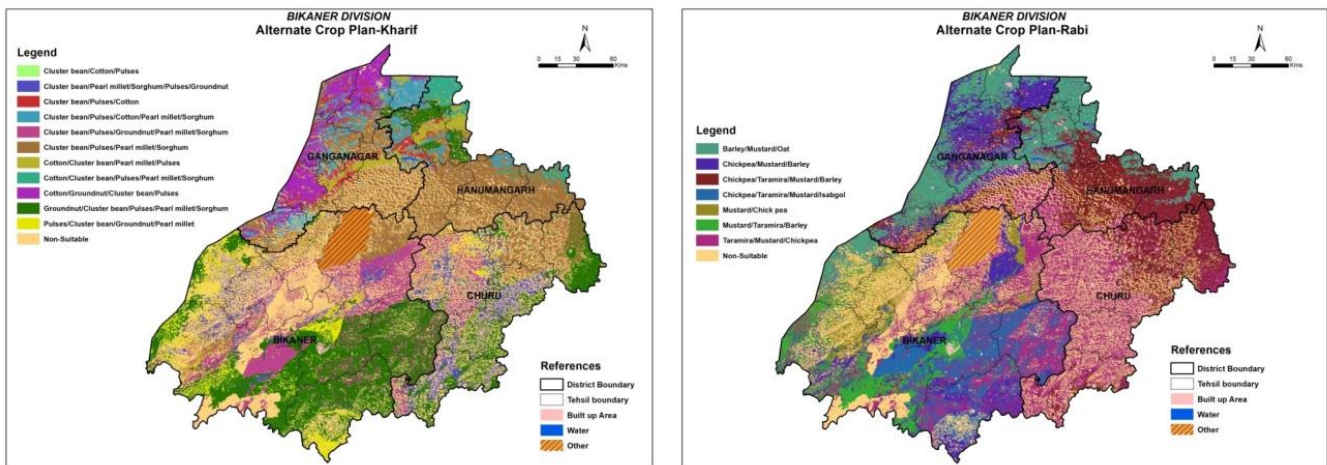 BIKANER DIVISION
Alternate Crop Plan-Kharif
N
0 15 30 60
Kms
Legend
Cluster bean/Cotton/Pulses
Cluster bean/Pearl millet/Sorghum/Pulses/Groundnut
Cluster bean/Pulses/Cotton
Cluster bean/Pulses/Cotton/Pearl millet/Sorghum
Cluster bean/Pulses/Groundnut/Pearl millet/Sorghum
Cluster bean/Pulses/Pearl millet/Sorghum
Cotton/Cluster bean/Pearl millet/Pulses
Cotton/Cluster bean/Pulses/Pearl millet/Sorghum
Cotton/Groundnut/Cluster bean/Pulses
Groundnut/Cluster bean/Pulses/Pearl millet/Sorghum
Pulses/Cluster bean/Groundnut/Pearl millet
Non-Suitable
GANGANAGAR
HANUMANGARH
CHURU
BIKANER
References
District Boundary
Tehsil boundary
Built up Area
Water
Other
BIKANER DIVISION
Alternate Crop Plan-Rabi
N
0 15 30 60
Kms
Legend
Barley/Mustard/Oat
Chickpea/Mustard/Barley
Chickpea/Taramira/Mustard/Barley
Chickpea/Taramira/Mustard/Isabgol
Mustard/Chick pea
Mustard/Taramira/Barley
Taramira/Mustard/Chickpea
Non-Suitable
GANGANAGAR
HANUMANGARH
CHURU
BIKANER
References
District Boundary
Tehsil boundary
Built up Area
Water
Other